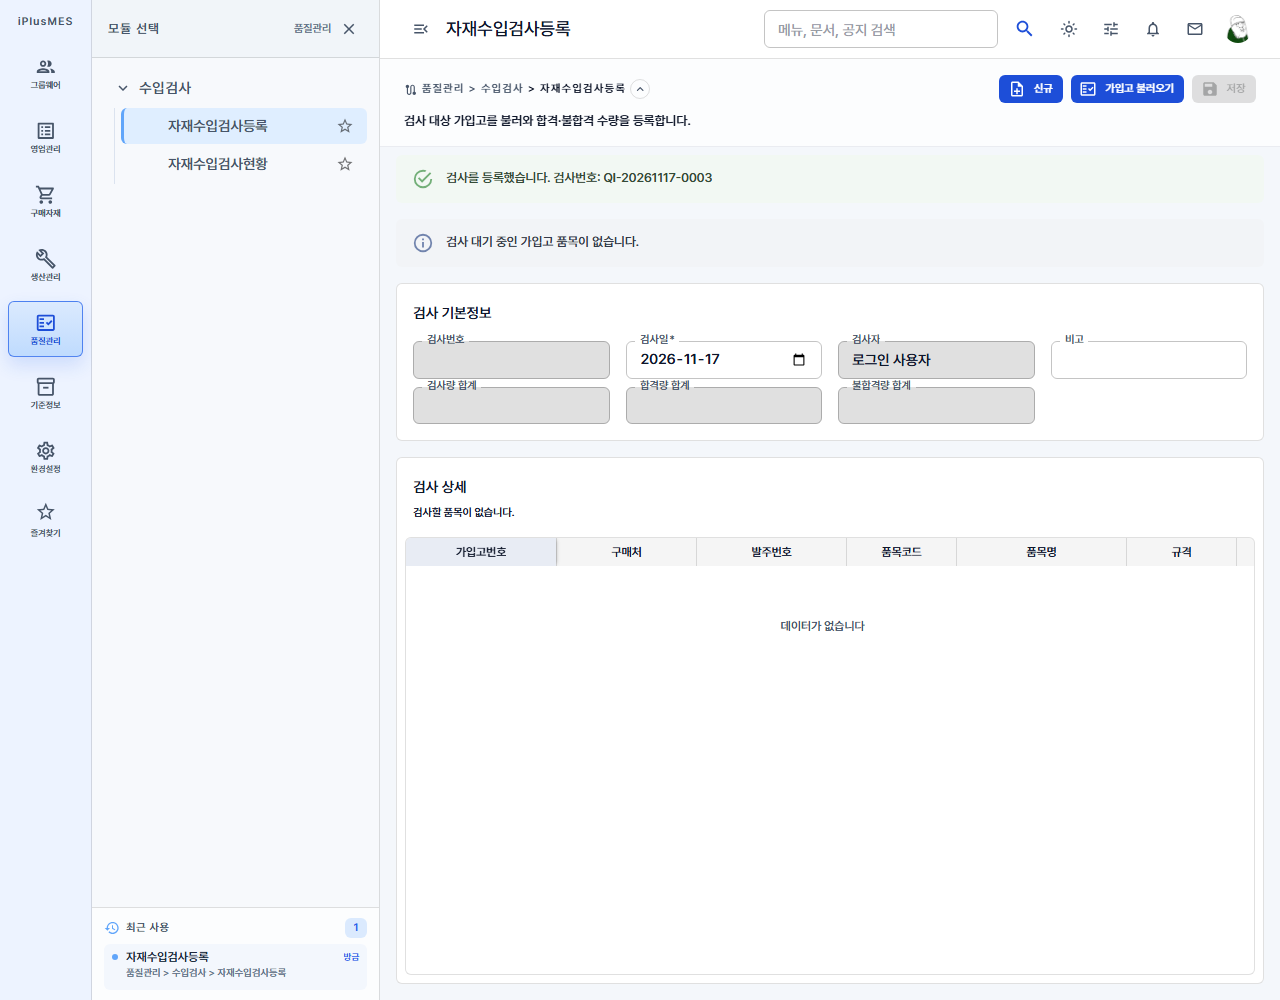 iPlusMES
그룹웨어
영업관리
구매자재
생산관리
품질관리
기준정보
환경설정
즐겨찾기
모듈 선택
품질관리
수입검사
자재수입검사등록
자재수입검사현황
최근 사용
1
자재수입검사등록
방금
품질관리 > 수입검사 > 자재수입검사등록
자재수입검사등록
메뉴, 문서, 공지 검색
품질관리 > 수입검사 > 자재수입검사등록
신규
가입고 불러오기
저장
검사 대상 가입고를 불러와 합격·불합격 수량을 등록합니다.
검사를 등록했습니다. 검사번호: QI-20261117-0003
검사 대기 중인 가입고 품목이 없습니다.
검사 기본정보
검사번호
검사일*
2026-11-17
검사자
로그인 사용자
비고
검사량 합계
합격량 합계
불합격량 합계
검사 상세
검사할 품목이 없습니다.
가입고번호
구매처
발주번호
품목코드
품목명
규격
데이터가 없습니다